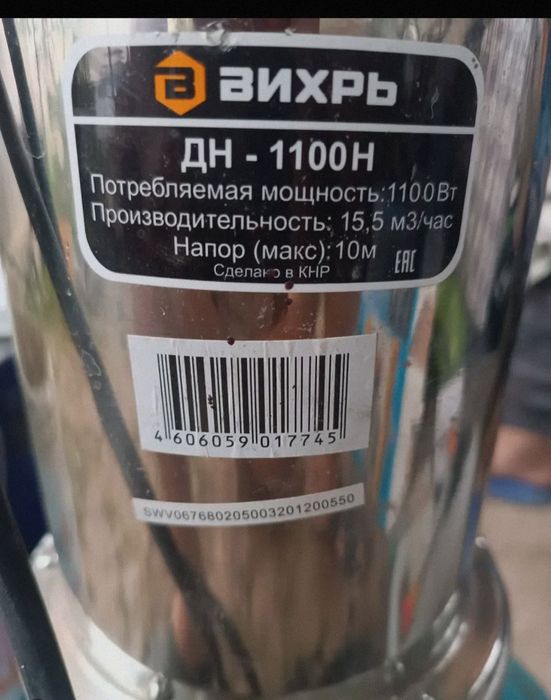 ВИХРЬ
ДН - 1100Н
Потребляемая мощность: 1100Вт
Производительность: 15,5 м3/час
Напор (макс): 10м
Сделано в КНР
EAC
4 606059 017745
SWV067680205003201200550